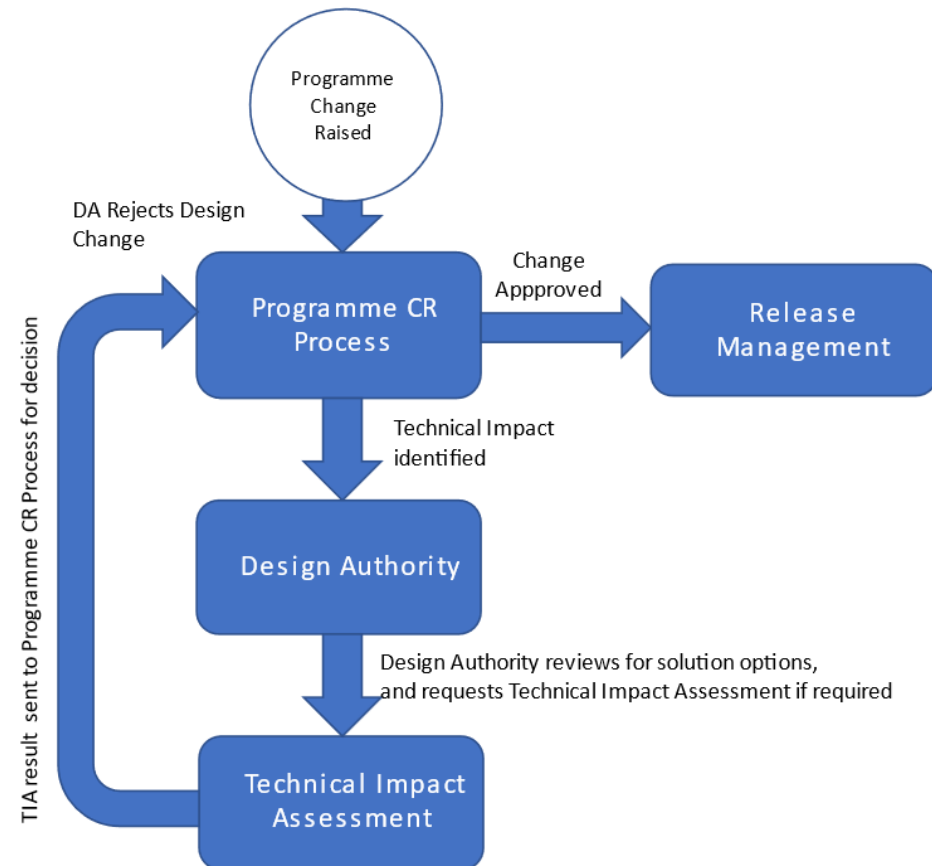 Programme
Change
Raised
DA Rejects Design
Change
Programme CR
Process
Change
Appproved
Release
Management
Technical Impact
identified
Design Authority
Design Authority reviews for solution options,
and requests Technical Impact Assessment if required
Technical Impact
Assessment
TIA result sent to Programme CR Process for decision